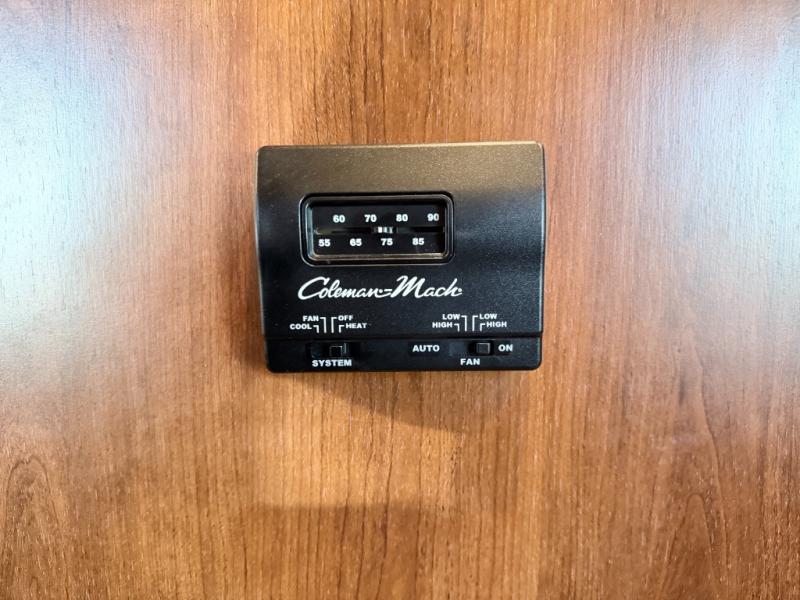 60 70 80 90
55 65 75 85
Coleman-Mach
FAN OFF
COOL HEAT
LOW LOW
HIGH HIGH
AUTO ON
SYSTEM FAN